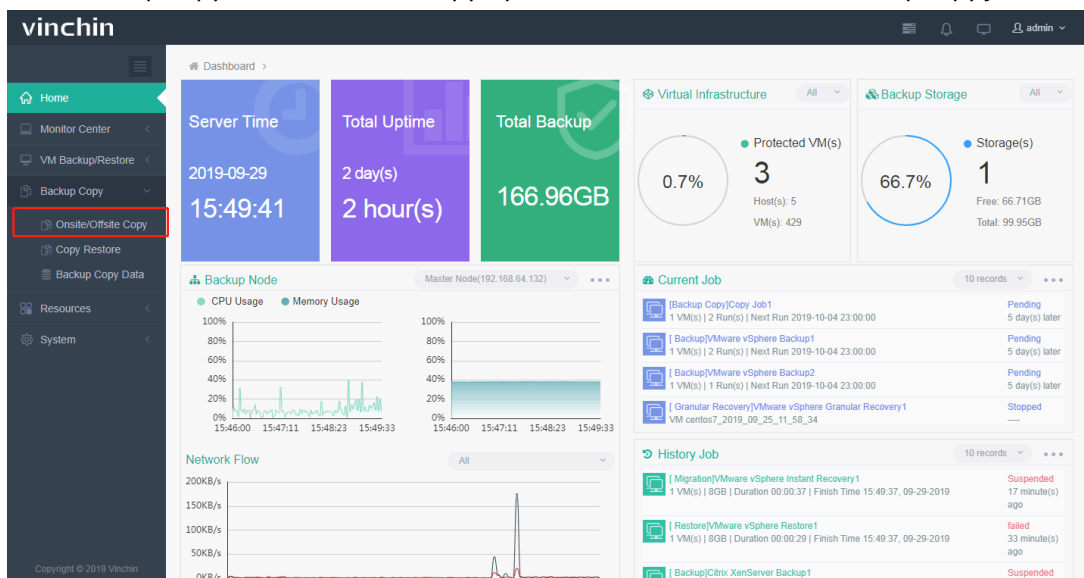 vinchin
admin
Dashboard >
Home
Monitor Center
VM Backup/Restore
Backup Copy
Onsite/Offsite Copy
Copy Restore
Backup Copy Data
Resources
System
Copyright © 2019 Vinchin
Server Time
2019-09-29
15:49:41
Total Uptime
2 day(s)
2 hour(s)
Total Backup
166.96GB
Virtual Infrastructure
All
0.7%
Protected VM(s)
3
Host(s): 5
VM(s): 429
Backup Storage
All
66.7%
Storage(s)
1
Free: 66.71GB
Total: 99.95GB
Backup Node
Master Node(192.168.64.132)
CPU Usage
Memory Usage
100%
80%
60%
40%
20%
0%
15:46:00 15:47:11 15:48:23 15:49:33
100%
80%
60%
40%
20%
0%
15:46:00 15:47:11 15:48:23 15:49:33
Network Flow
All
200KB/s
150KB/s
100KB/s
50KB/s
0KB/s
Current Job
10 records
[Backup Copy]Copy Job1
1 VM(s) | 2 Run(s) | Next Run 2019-10-04 23:00:00
Pending
5 day(s) later
[ Backup]VMware vSphere Backup1
1 VM(s) | 2 Run(s) | Next Run 2019-10-04 23:00:00
Pending
5 day(s) later
[ Backup]VMware vSphere Backup2
1 VM(s) | 1 Run(s) | Next Run 2019-10-04 23:00:00
Pending
5 day(s) later
[ Granular Recovery]VMware vSphere Granular Recovery1
VM centos7_2019_09_25_11_58_34
Stopped
----
History Job
10 records
[ Migration]VMware vSphere Instant Recovery1
1 VM(s) | 8GB | Duration 00:00:37 | Finish Time 15:49:37, 09-29-2019
Suspended
17 minute(s)
ago
[ Restore]VMware vSphere Restore1
1 VM(s) | 8GB | Duration 00:00:29 | Finish Time 15:49:37, 09-29-2019
failed
33 minute(s)
ago
[ Backup]Citrix XenServer Backup1
Suspended